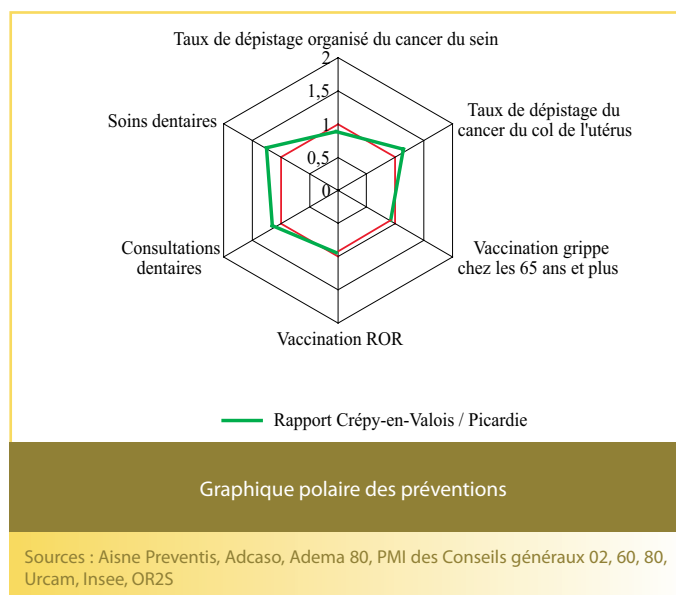 Taux de dépistage organisé du cancer du sein
2
1,5
1
0,5
0
Soins dentaires
Taux de dépistage du
cancer du col de l'utérus
Consultations
dentaires
Vaccination grippe
chez les 65 ans et plus
Vaccination ROR
Rapport Crépy-en-Valois / Picardie
Graphique polaire des préventions
Sources : Aisne Preventis, Adcaso, Adema 80, PMI des Conseils généraux 02, 60, 80,
Urcam, Insee, OR2S